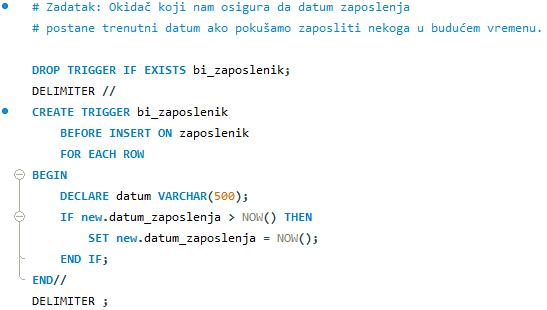 # Zadatak: Okidač koji nam osigura da datum zaposlenja
# postane trenutni datum ako pokušamo zaposliti nekoga u budućem vremenu.
DROP TRIGGER IF EXISTS bi_zaposlenik;
DELIMITER //
CREATE TRIGGER bi_zaposlenik
BEFORE INSERT ON zaposlenik
FOR EACH ROW
BEGIN
DECLARE datum VARCHAR(500);
IF new.datum_zaposlenja > NOW() THEN
SET new.datum_zaposlenja = NOW();
END IF;
END//
DELIMITER ;